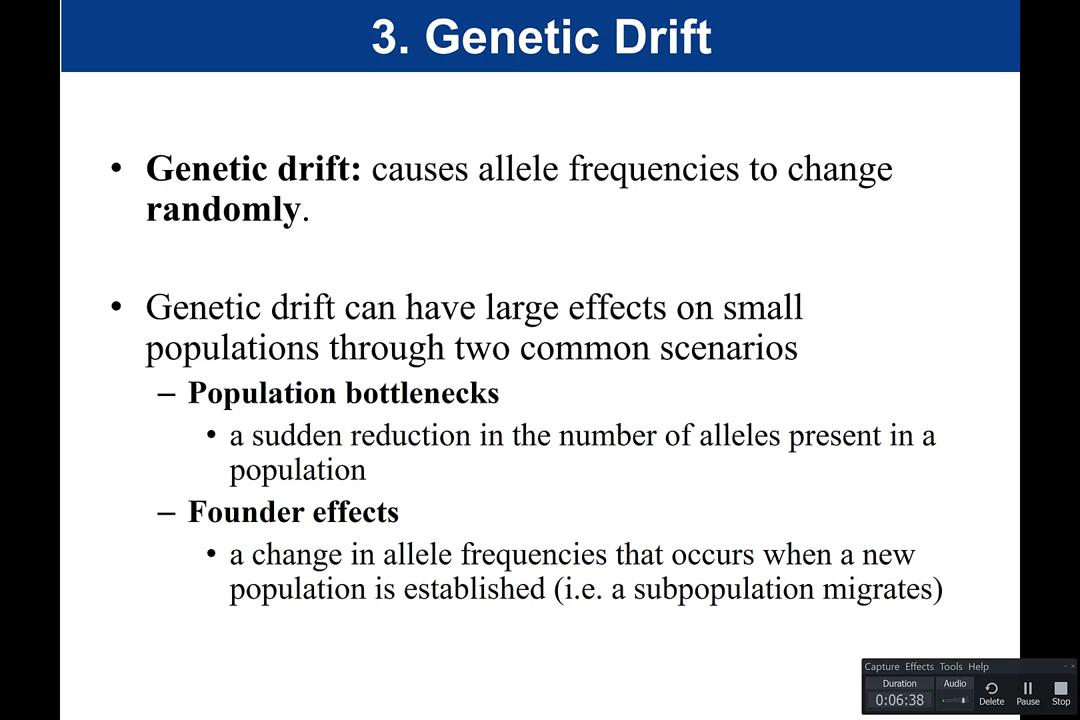 3. Genetic Drift
• Genetic drift: causes allele frequencies to change
randomly.
• Genetic drift can have large effects on small
populations through two common scenarios
– Population bottlenecks
• a sudden reduction in the number of alleles present in a
population
– Founder effects
• a change in allele frequencies that occurs when a new
population is established (i.e. a subpopulation migrates)
Capture Effects Tools Help
Duration Audio
0:06:38 Delete Pause Stop